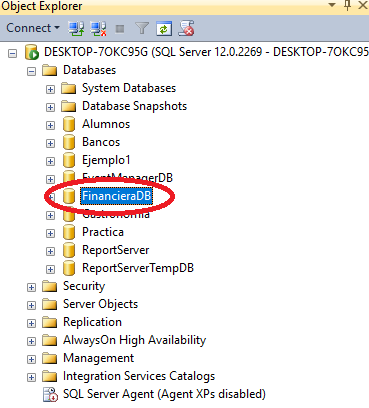 Object Explorer
Connect
DESKTOP-7OKC95G (SQL Server 12.0.2269 - DESKTOP-7OKC95
Databases
System Databases
Database Snapshots
Alumnos
Bancos
Ejemplo1
EventManagerDB
FinancieraDB
Gastronomia
Practica
ReportServer
ReportServerTempDB
Security
Server Objects
Replication
AlwaysOn High Availability
Management
Integration Services Catalogs
SQL Server Agent (Agent XPs disabled)